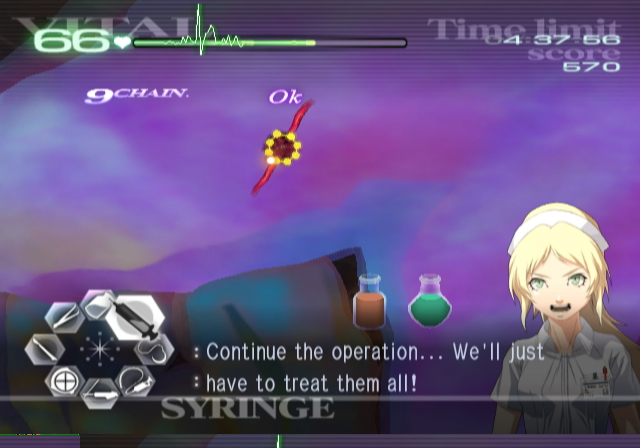 VITAL
Time limit
66
04:37:56
score
570
9CHAIN.
Ok
: Continue the operation... We'll just
: have to treat them all!
SYRINGE